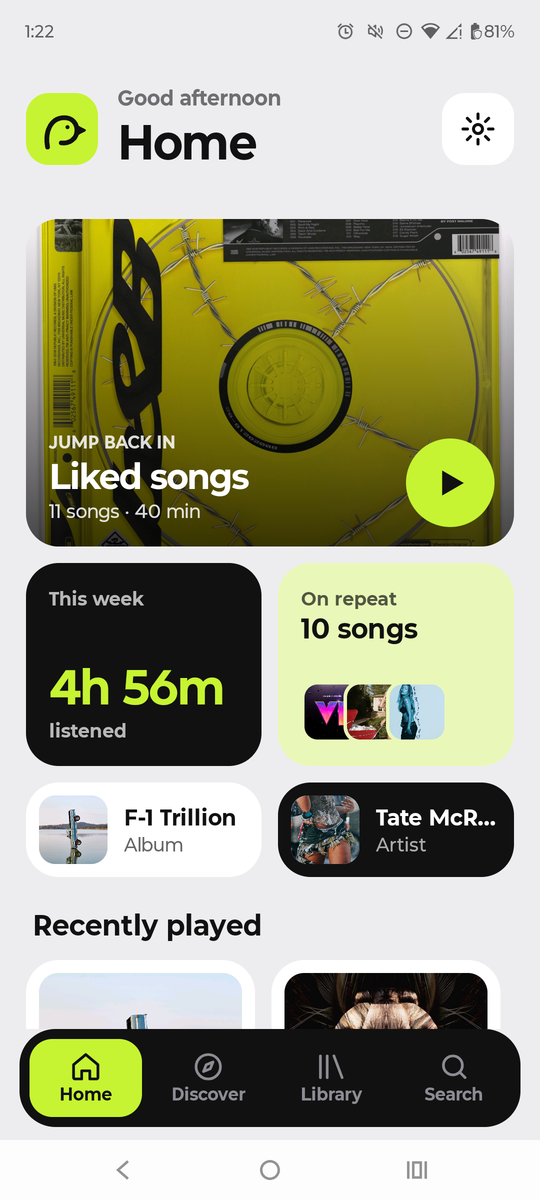 1:22
81%
Good afternoon
Home
JUMP BACK IN
Liked songs
11 songs · 40 min
This week
4h 56m
listened
On repeat
10 songs
F-1 Trillion
Album
Tate McR...
Artist
Recently played
Home
Discover
Library
Search